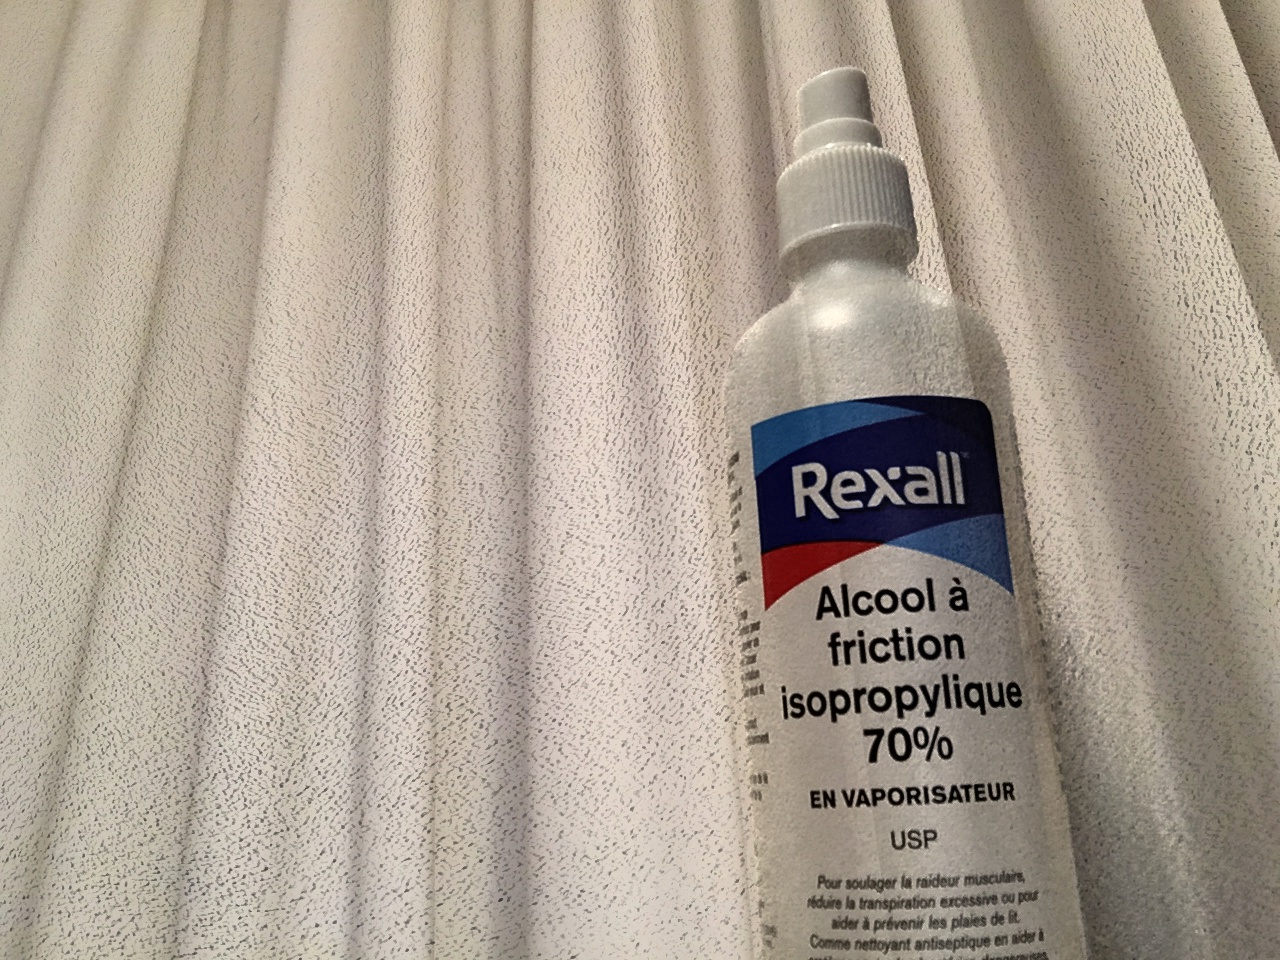 Rexall
Alcool à
friction
isopropylique
70%
EN VAPORISATEUR
USP
Pour soulager la raideur musculaire,
réduire la transpiration excessive ou pour
aider à prévenir les plaies de lit.
Comme nettoyant antiseptique en aider à